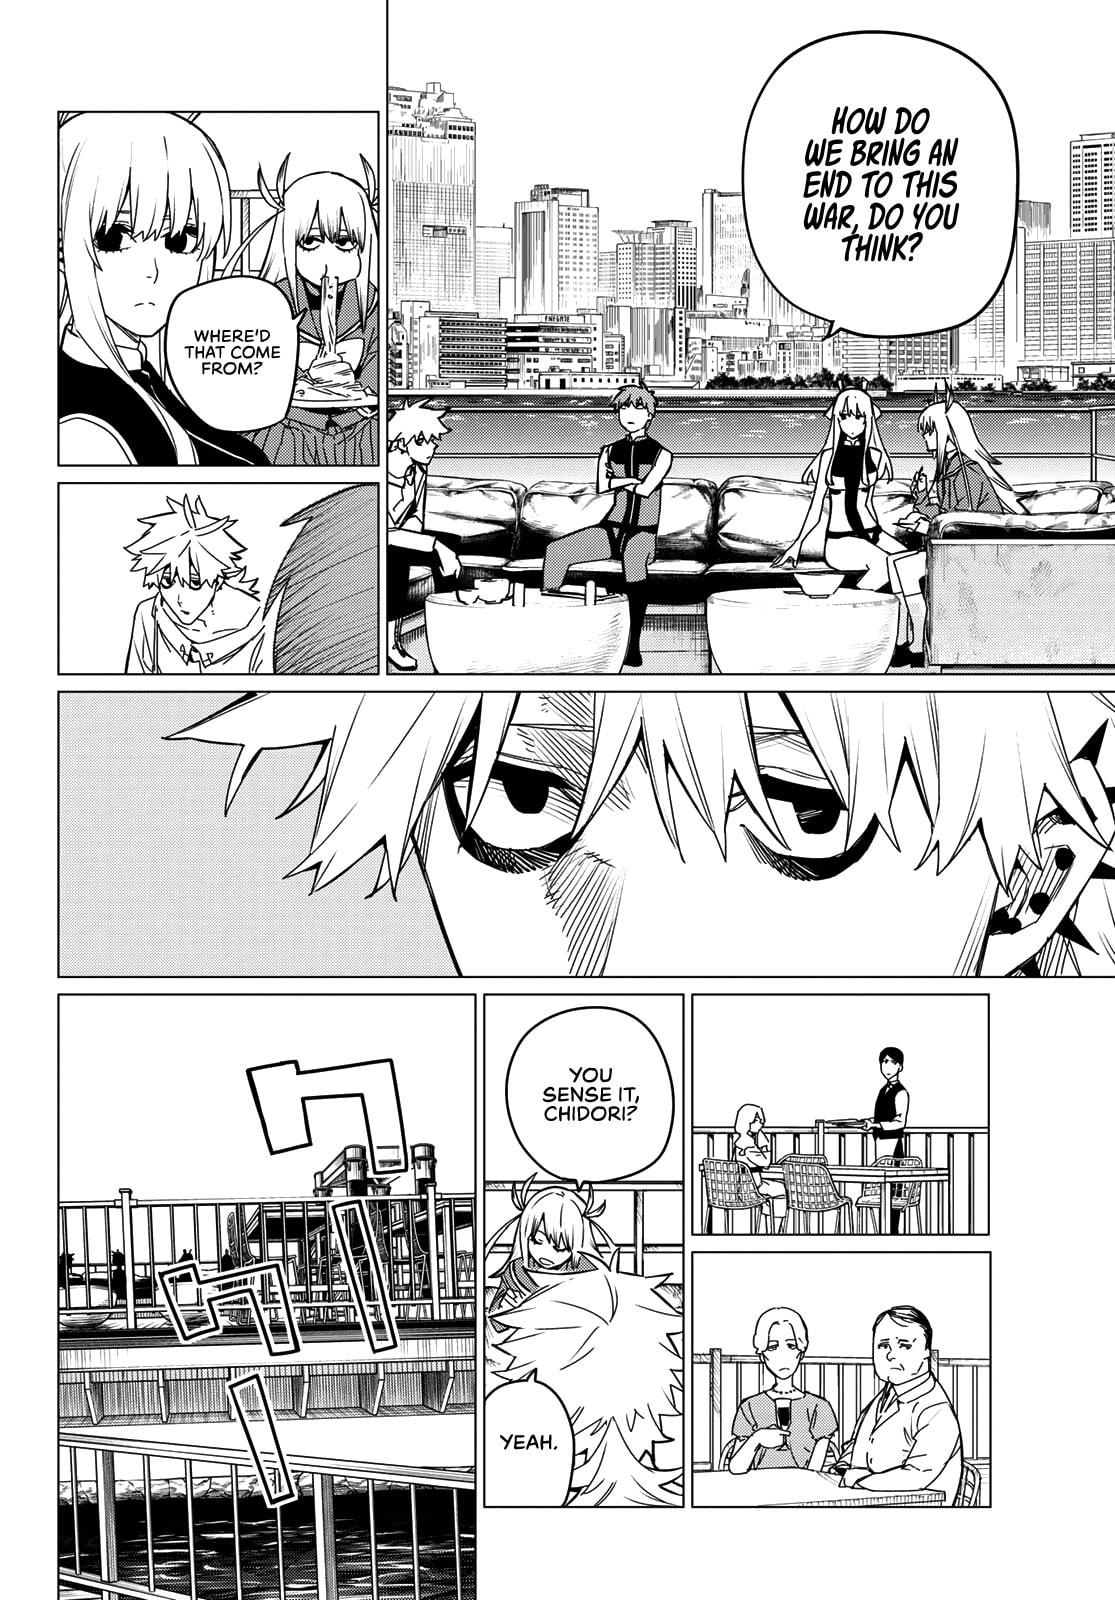 HOW DO
WE BRING AN
END TO THIS
WAR, DO YOU
THINK?
WHERE'D
THAT COME
FROM?
YOU
SENSE IT,
CHIDORI?
YEAH.